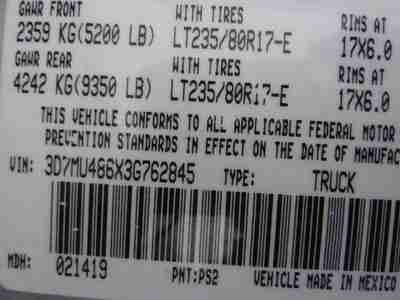 GAWR FRONT WITH TIRES RIMS AT
2359 KG(5200 LB) LT235/80R17-E 17X6.0
GAWR REAR WITH TIRES RIMS AT
4242 KG(9350 LB) LT235/80R17-E 17X6.0
THIS VEHICLE CONFORMS TO ALL APPLICABLE FEDERAL MOTOR
PREVENTION STANDARDS IN EFFECT ON THE DATE OF MANUFAC
VIN: 3D7MU486X3G762845 TYPE: TRUCK
MDH: 021419 PNT:PS2 VEHICLE MADE IN MEXICO